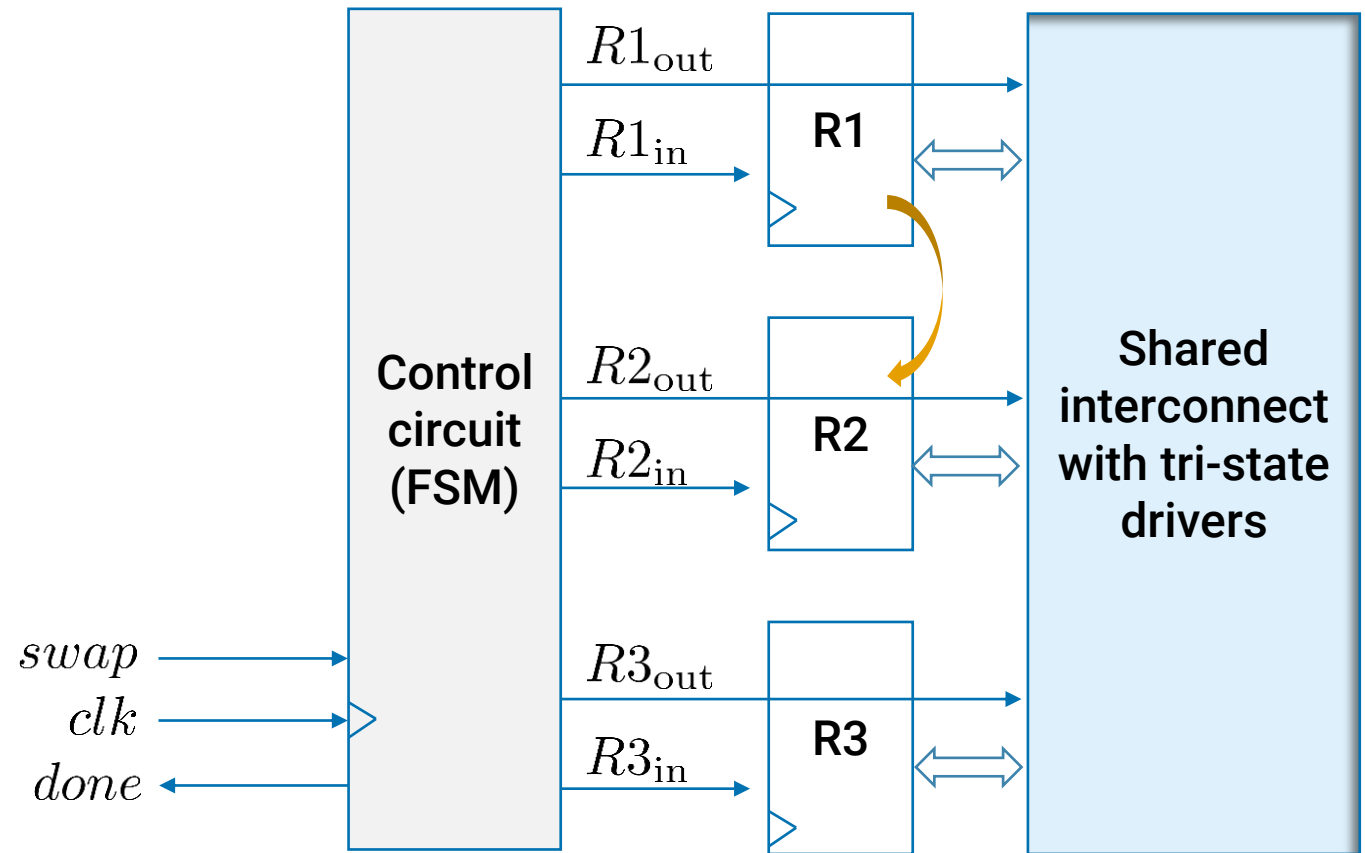 R1out
R1in
R1
R2out
R2in
R2
R3out
R3in
R3
Control
circuit
(FSM)
swap
clk
done
Shared
interconnect
with tri-state
drivers